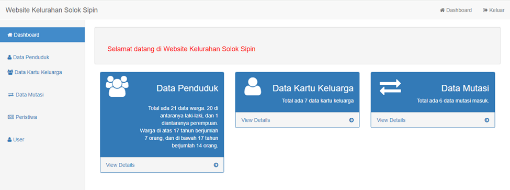 Website Kelurahan Solok Sipin
Dashboard
Keluar
Dashboard
Data Penduduk
Data Kartu Keluarga
Data Mutasi
Peristiwa
User
Selamat datang di Website Kelurahan Solok Sipin
Data Penduduk
Total ada 21 data warga. 20 di
antaranya laki-laki, dan 1
diantaranya perempuan.
Warga di atas 17 tahun berjumlah
7 orang, dan di bawah 17 tahun
berjumlah 14 orang.
View Details
Data Kartu Keluarga
Total ada 7 data kartu keluarga
View Details
Data Mutasi
Total ada 6 data mutasi masuk.
View Details